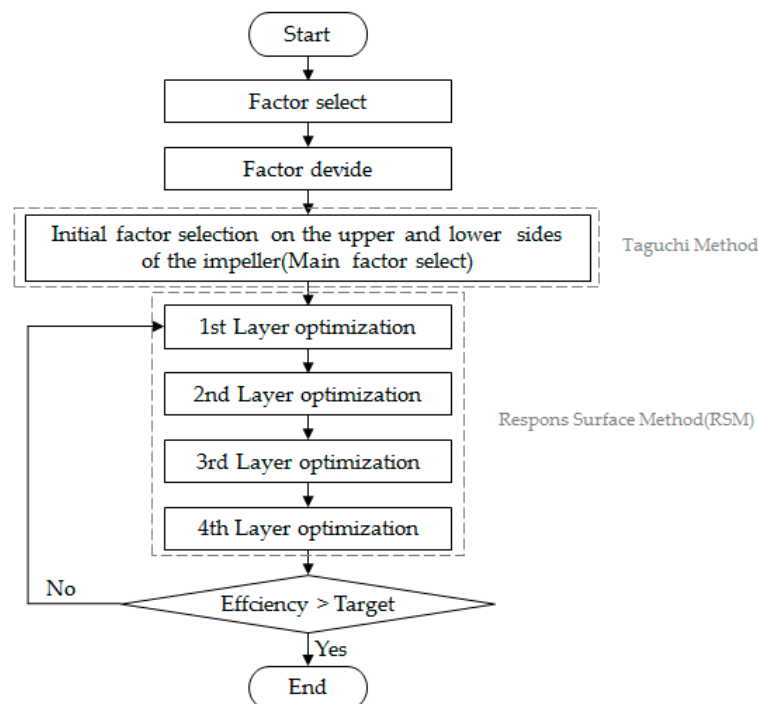 Start
Factor select
Factor devide
Initial factor selection on the upper and lower sides
of the impeller(Main factor select)
Taguchi Method
1st Layer optimization
2nd Layer optimization
Respons Surface Method(RSM)
3rd Layer optimization
4th Layer optimization
No
Effciency > Target
Yes
End